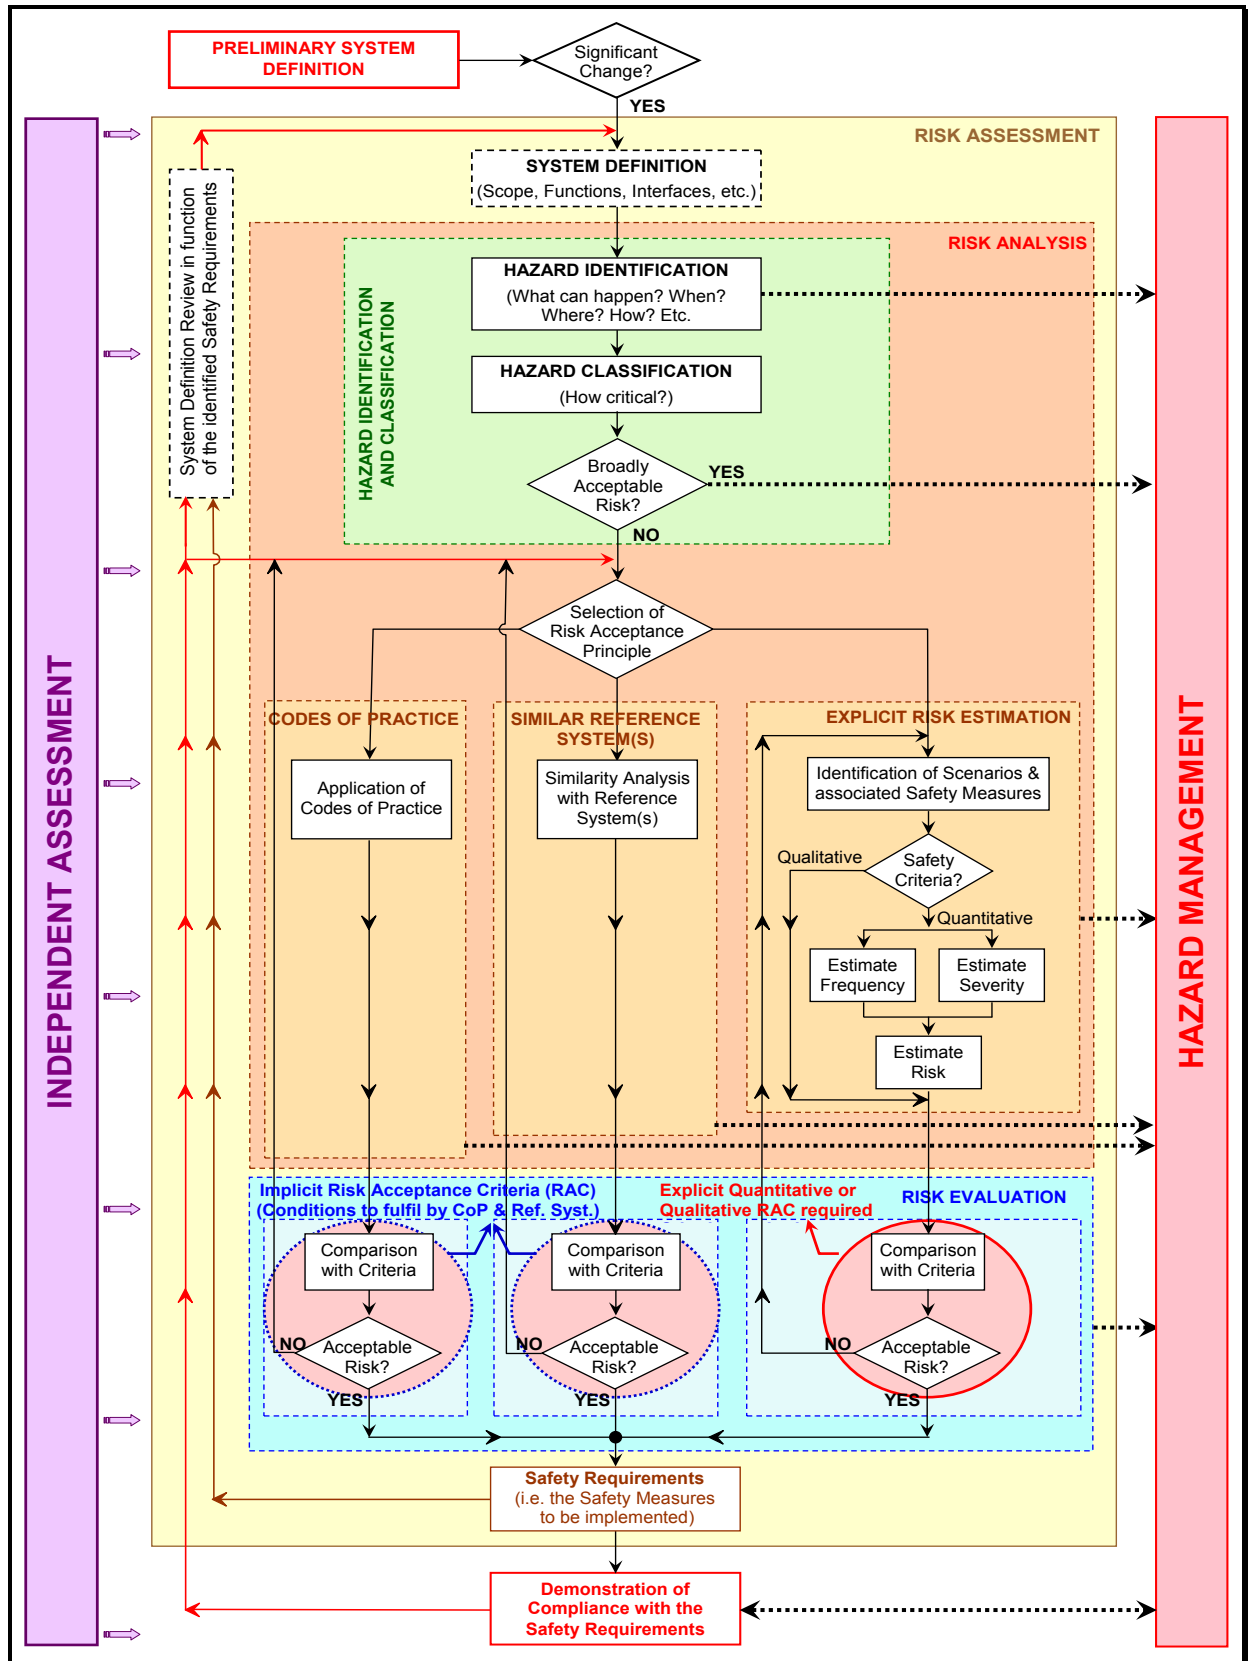 PRELIMINARY SYSTEM
DEFINITION
Significant
Change?
YES
RISK ASSESSMENT
SYSTEM DEFINITION
(Scope, Functions, Interfaces, etc.)
System Definition Review in function
of the identified Safety Requirements
RISK ANALYSIS
HAZARD IDENTIFICATION
AND CLASSIFICATION
HAZARD IDENTIFICATION
(What can happen? When?
Where? How? Etc.
HAZARD CLASSIFICATION
(How critical?)
Broadly
Acceptable
Risk?
YES
NO
Selection of
Risk Acceptance
Principle
INDEPENDENT ASSESSMENT
HAZARD MANAGEMENT
CODES OF PRACTICE
Application of
Codes of Practice
SIMILAR REFERENCE
SYSTEM(S)
Similarity Analysis
with Reference
System(s)
EXPLICIT RISK ESTIMATION
Identification of Scenarios &
associated Safety Measures
Qualitative
Safety
Criteria?
Quantitative
Estimate
Frequency
Estimate
Severity
Estimate
Risk
Implicit Risk Acceptance Criteria (RAC)
(Conditions to fulfil by CoP & Ref. Syst.)
Explicit Quantitative or
Qualitative RAC required
RISK EVALUATION
Comparison
with Criteria
Comparison
with Criteria
Comparison
with Criteria
NO
Acceptable
Risk?
YES
NO
Acceptable
Risk?
YES
NO
Acceptable
Risk?
YES
Safety Requirements
(i.e. the Safety Measures
to be implemented)
Demonstration of
Compliance with the
Safety Requirements